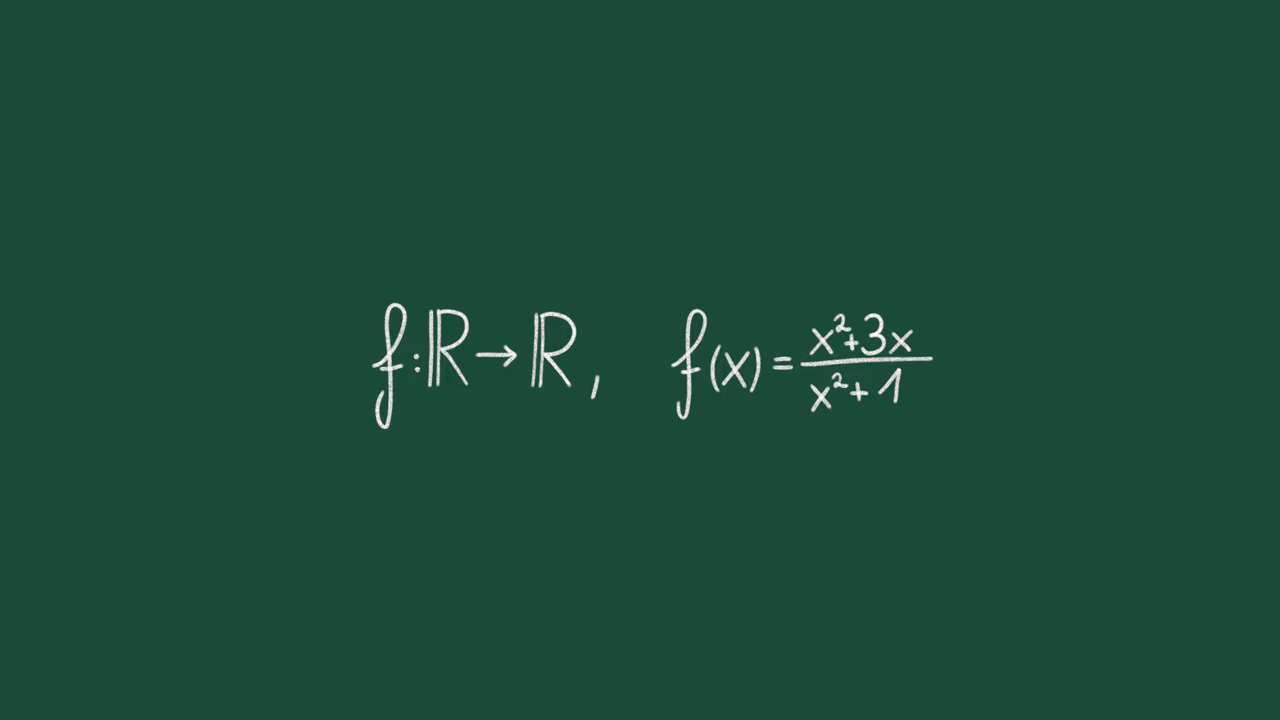 f:ℝ→ℝ, f(x) = (x²+3x)/(x²+1)